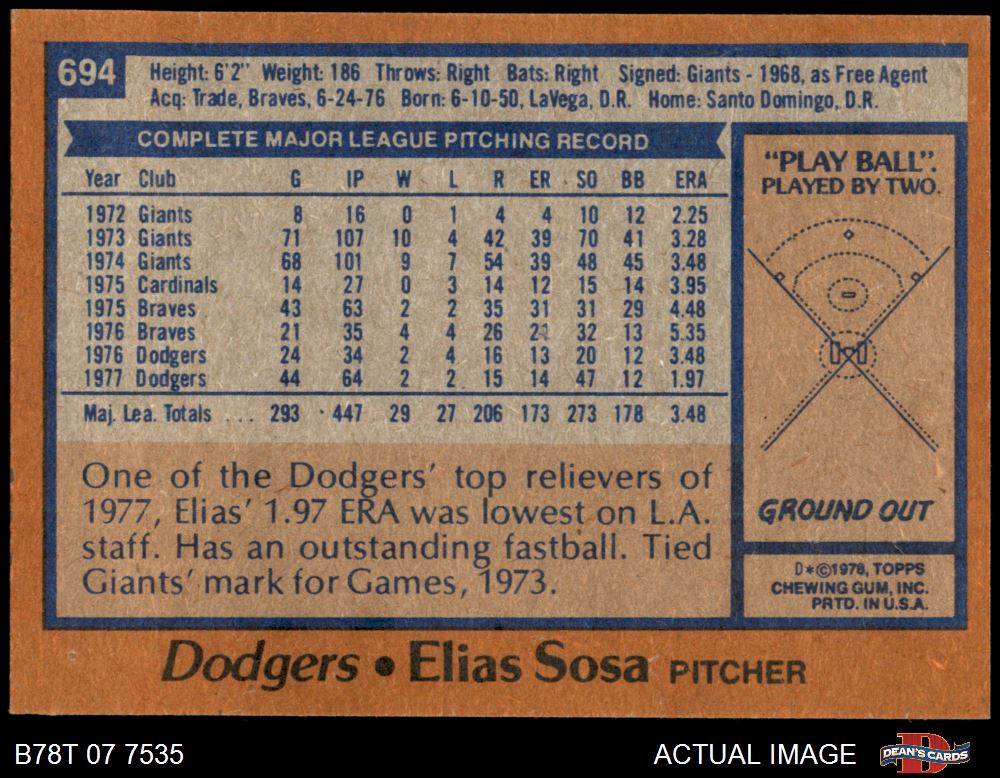 694
Height: 6'2" Weight: 186 Throws: Right Bats: Right Signed: Giants - 1968, as Free Agent
Acq: Trade, Braves, 6-24-76 Born: 6-10-50, LaVega, D.R. Home: Santo Domingo, D.R.
COMPLETE MAJOR LEAGUE PITCHING RECORD
Year Club G IP W L R ER SO BB ERA
1972 Giants 8 16 0 1 4 4 10 12 2.25
1973 Giants 71 107 10 4 42 39 70 41 3.28
1974 Giants 68 101 9 7 54 39 48 45 3.48
1975 Cardinals 14 27 0 3 14 12 15 14 3.95
1975 Braves 43 63 2 2 35 31 31 29 4.48
1976 Braves 21 35 4 4 26 21 32 13 5.35
1976 Dodgers 24 34 2 4 16 13 20 12 3.48
1977 Dodgers 44 64 2 2 15 14 47 12 1.97
Maj. Lea. Totals ... 293 447 29 27 206 173 273 178 3.48
One of the Dodgers' top relievers of
1977, Elias' 1.97 ERA was lowest on L.A.
staff. Has an outstanding fastball. Tied
Giants' mark for Games, 1973.
"PLAY BALL".
PLAYED BY TWO.
GROUND OUT
D*©1978, TOPPS
CHEWING GUM, INC.
PRTD. IN U.S.A.
Dodgers • Elias Sosa PITCHER
B78T 07 7535
ACTUAL IMAGE
DEAN'S CARDS